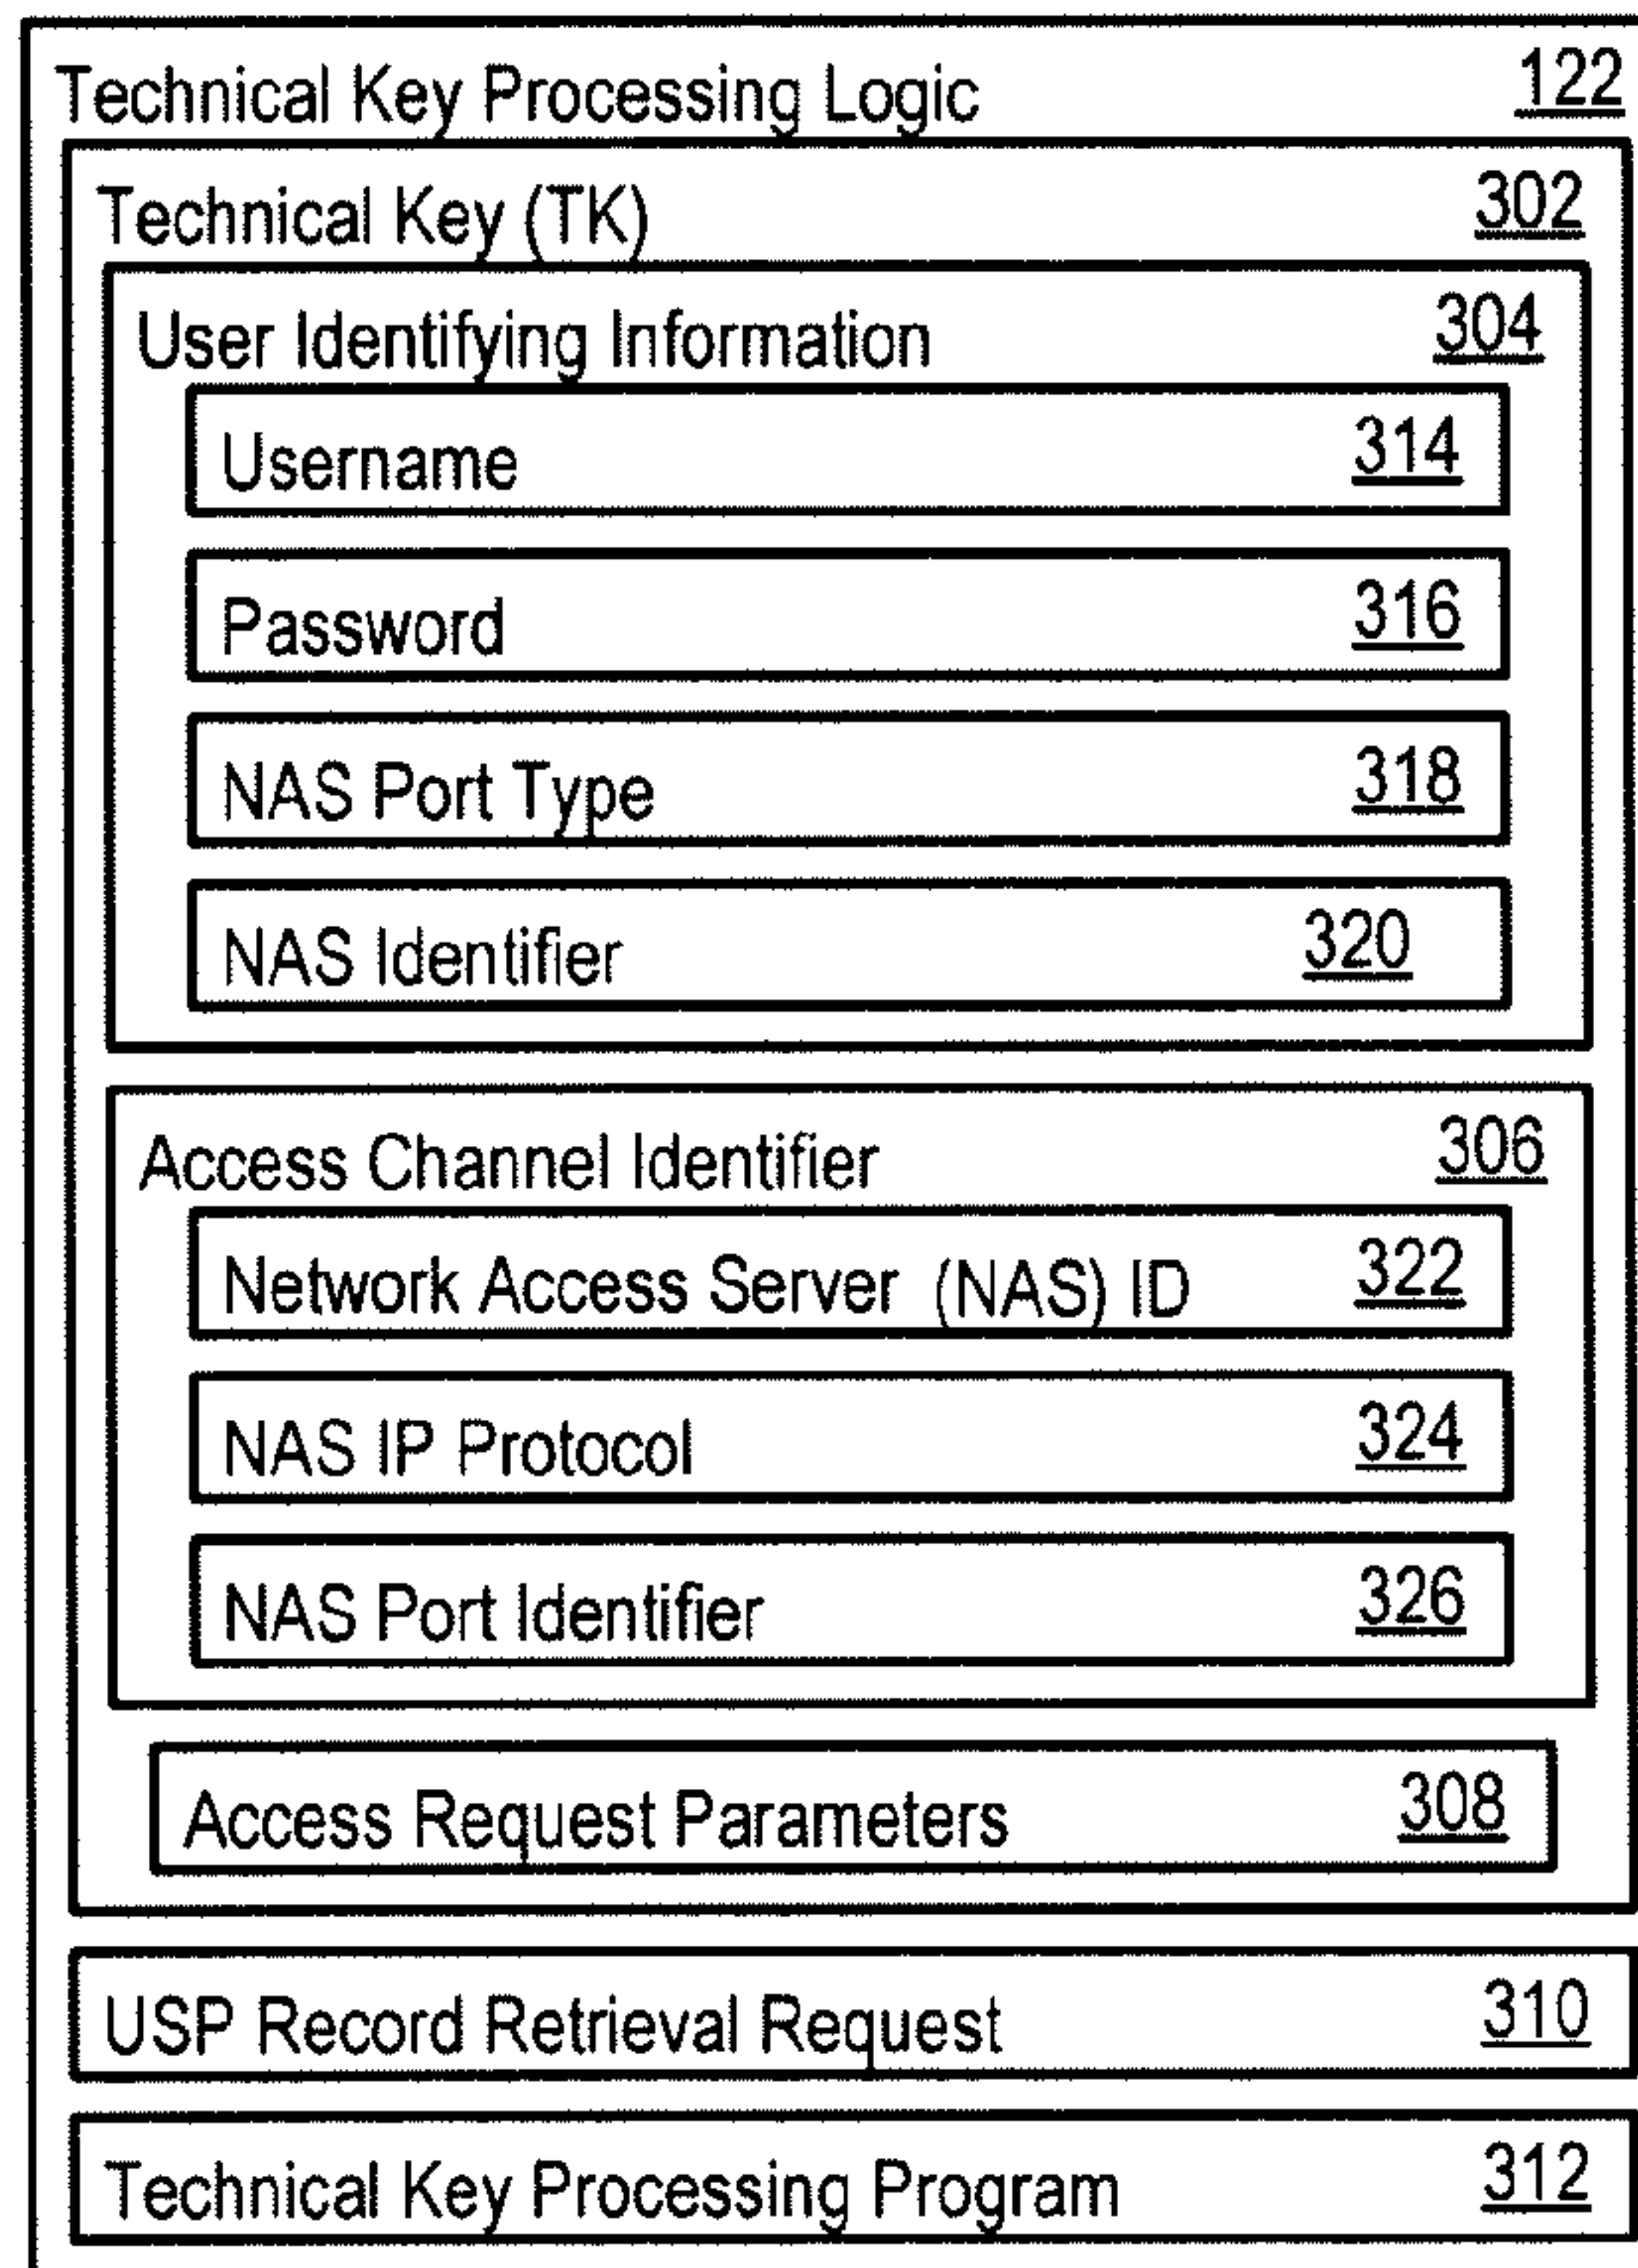 Technical Key Processing Logic 122
Technical Key (TK) 302
User Identifying Information 304
Username 314
Password 316
NAS Port Type 318
NAS Identifier 320
Access Channel Identifier 306
Network Access Server (NAS) ID 322
NAS IP Protocol 324
NAS Port Identifier 326
Access Request Parameters 308
USP Record Retrieval Request 310
Technical Key Processing Program 312